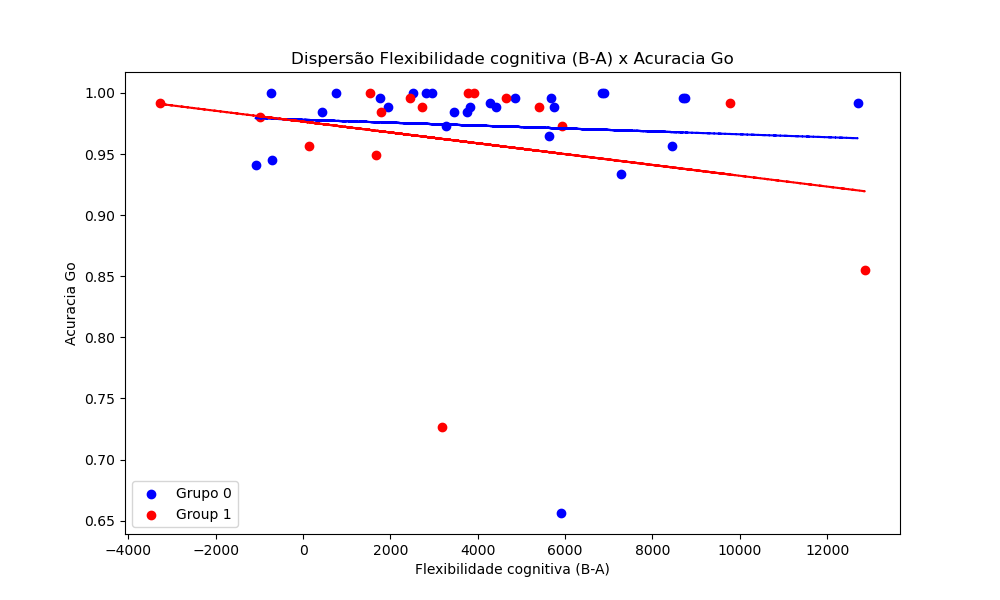 Dispersão Flexibilidade cognitiva (B-A) x Acuracia Go
Acuracia Go
1.00
0.95
0.90
0.85
0.80
0.75
0.70
0.65
Grupo 0
Group 1
−4000 −2000 0 2000 4000 6000 8000 10000 12000
Flexibilidade cognitiva (B-A)